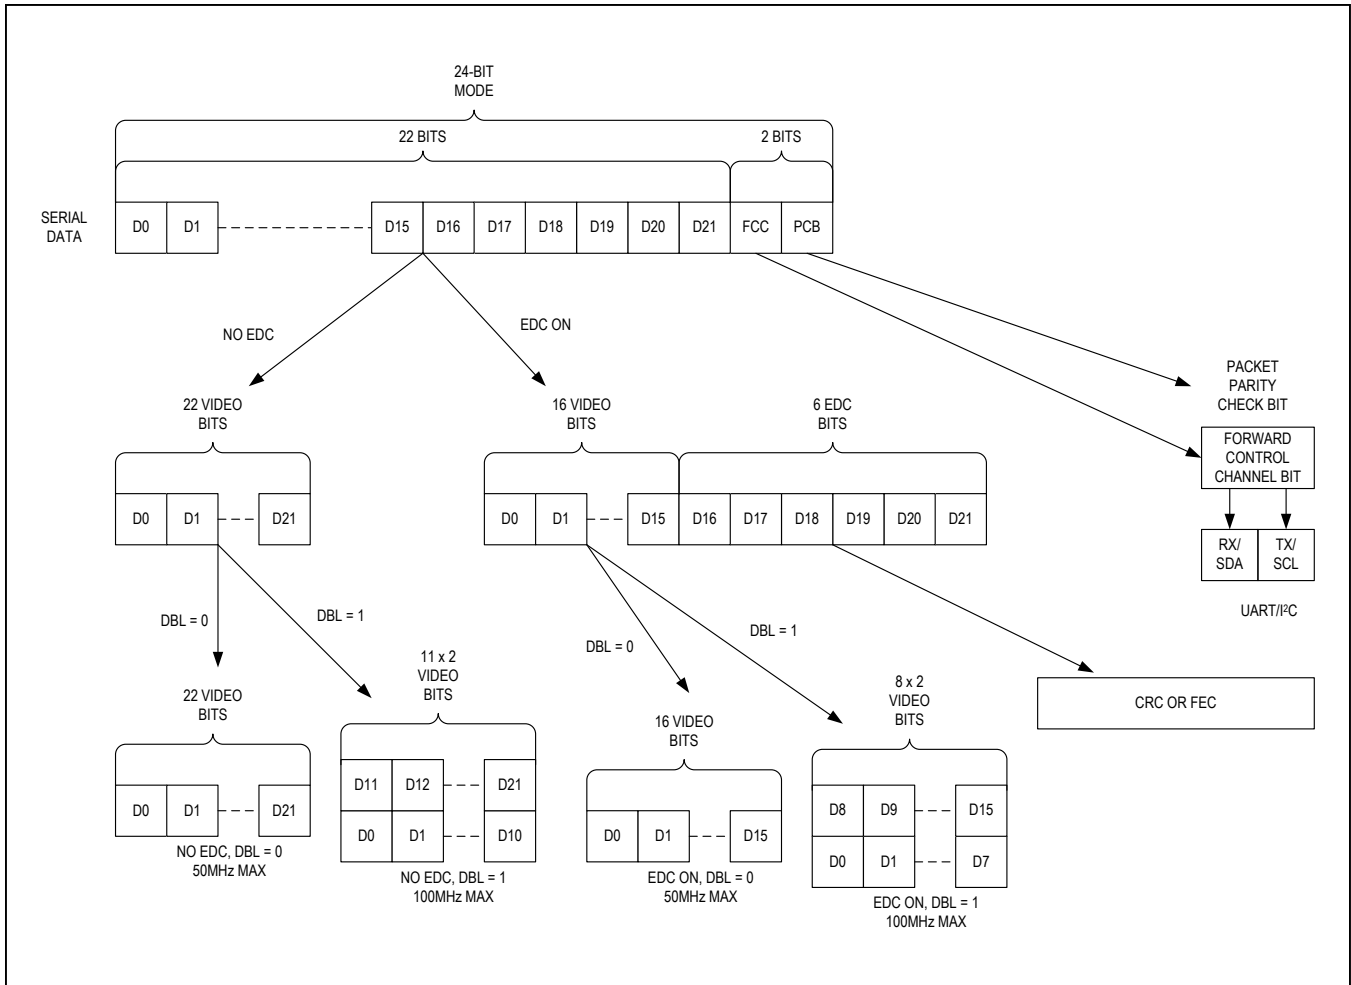 24-BIT
MODE
22 BITS
2 BITS
SERIAL
DATA
D0 D1 D15 D16 D17 D18 D19 D20 D21 FCC PCB
NO EDC
EDC ON
PACKET
PARITY
CHECK BIT
22 VIDEO
BITS
16 VIDEO
BITS
6 EDC
BITS
FORWARD
CONTROL
CHANNEL BIT
D0 D1 D21
D0 D1 D15 D16 D17 D18 D19 D20 D21
RX/
SDA
TX/
SCL
UART/I²C
DBL = 0
DBL = 1
DBL = 0
DBL = 1
22 VIDEO
BITS
11 x 2
VIDEO
BITS
16 VIDEO
BITS
8 x 2
VIDEO
BITS
CRC OR FEC
D0 D1 D21
NO EDC, DBL = 0
50MHz MAX
D11 D12 D21
D0 D1 D10
NO EDC, DBL = 1
100MHz MAX
D0 D1 D15
EDC ON, DBL = 0
50MHz MAX
D8 D9 D15
D0 D1 D7
EDC ON, DBL = 1
100MHz MAX